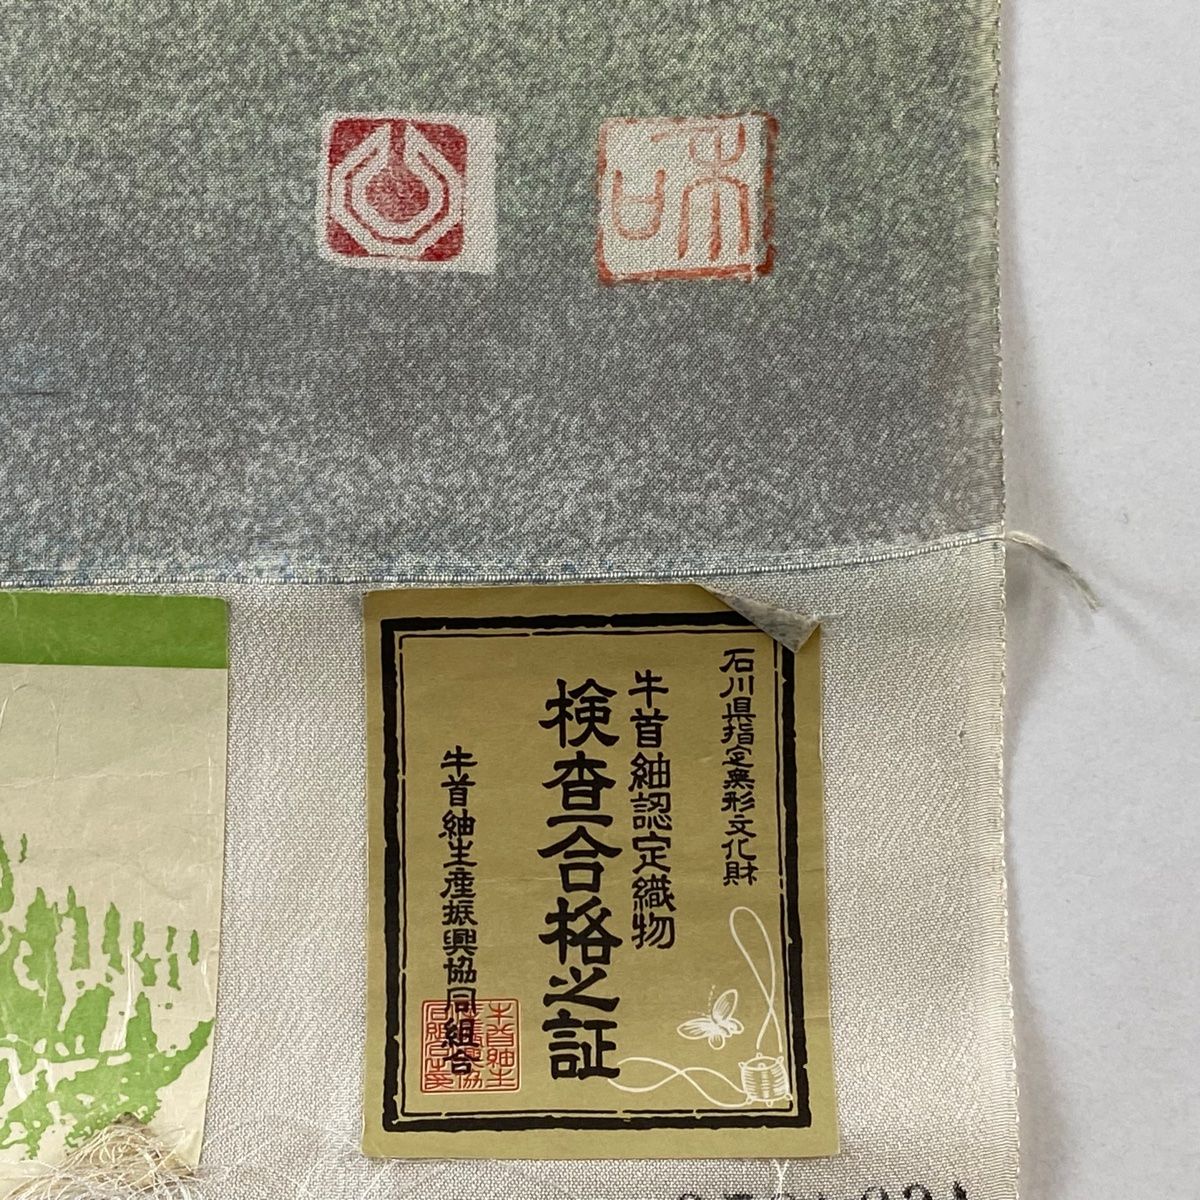 味
石川県指定無形文化財
牛首紬認定織物
検査合格之証
牛首紬生産振興協同組合